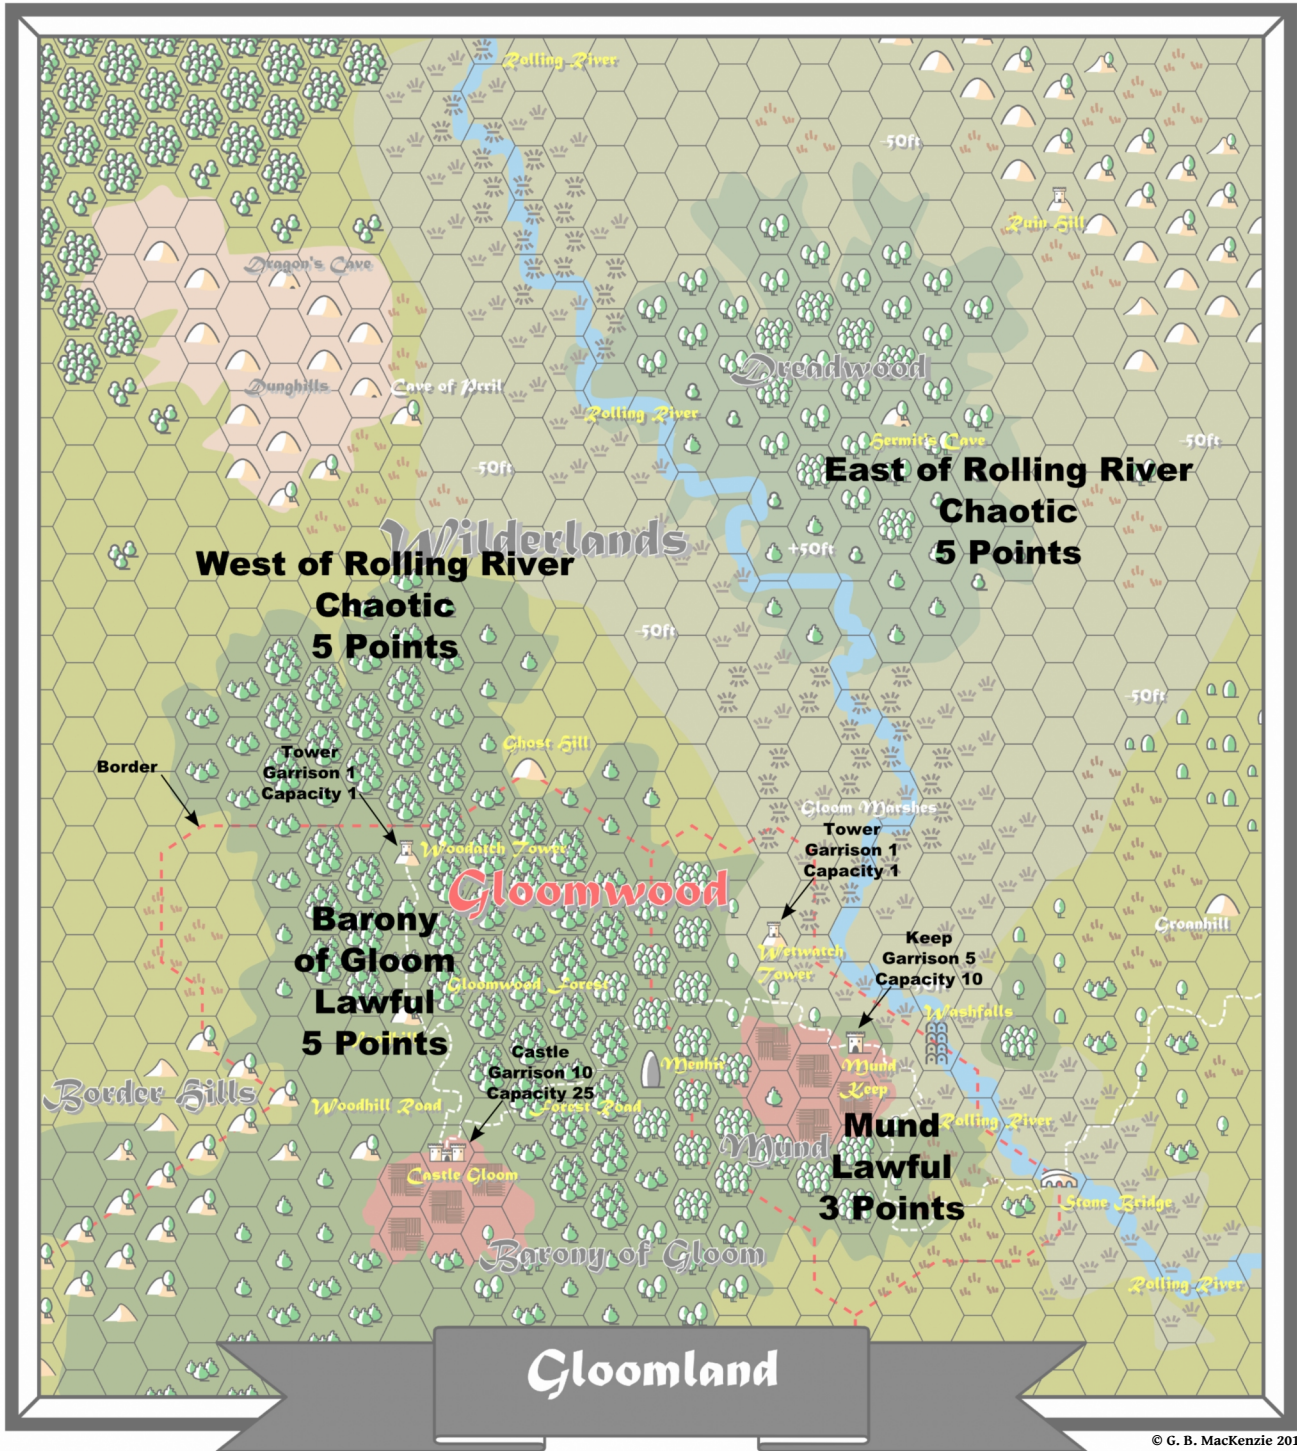 Rolling River
-50ft
Ruin Hill
Dragon's Cave
Dunghills
Cave of Peril
Dreadwood
Rolling River
Hermit's Cave
-50ft
-50ft
East of Rolling River
Chaotic
5 Points
Wilderlands
+50ft
West of Rolling River
Chaotic
5 Points
-50ft
-50ft
Ghost Hill
Border
Tower
Garrison 1
Capacity 1
Gloom Marshes
Tower
Garrison 1
Capacity 1
Woodatch Tower
Gloomwood
Barony
of Gloom
Lawful
5 Points
Groanhill
Wetwatch
Tower
Keep
Garrison 5
Capacity 10
Gloomwood Forest
Washfalls
Castle
Garrison 10
Capacity 25
Menhir
Mund
Keep
Border Hills
Woodhill Road
Forest Road
Rolling River
Mund
Mund
Lawful
3 Points
Castle Gloom
Stone Bridge
Barony of Gloom
Rolling River
Gloomland
© G. B. MacKenzie 201